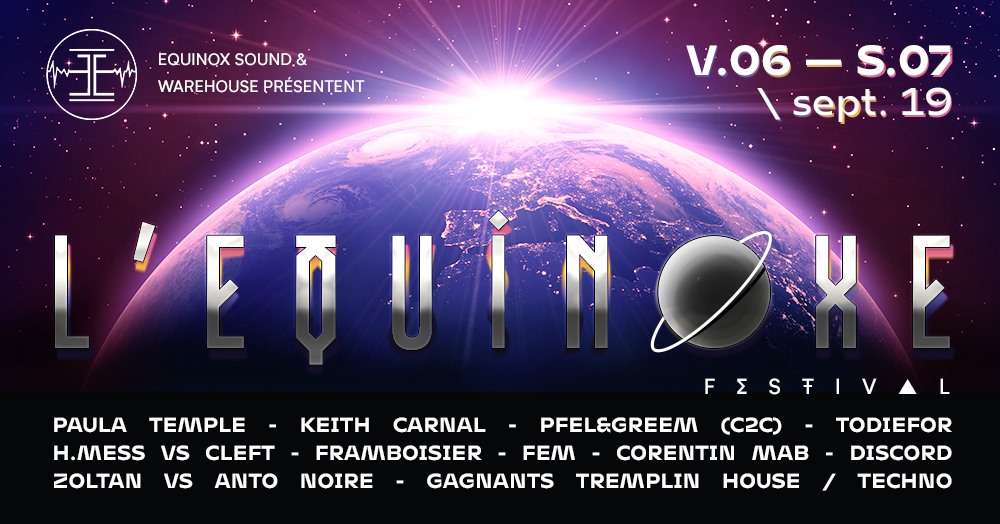 EQUINOX SOUND &
WAREHOUSE PRÉSENTENT
V.06 — S.07
\ sept. 19
L'EQUINOXE
FESTIVAL
PAULA TEMPLE - KEITH CARNAL - PFEL&GREEM (C2C) - TODIEFOR
H.MESS VS CLEFT - FRAMBOISIER - FEM - CORENTIN MAB - DISCORD
ZOLTAN VS ANTO NOIRE - GAGNANTS TREMPLIN HOUSE / TECHNO